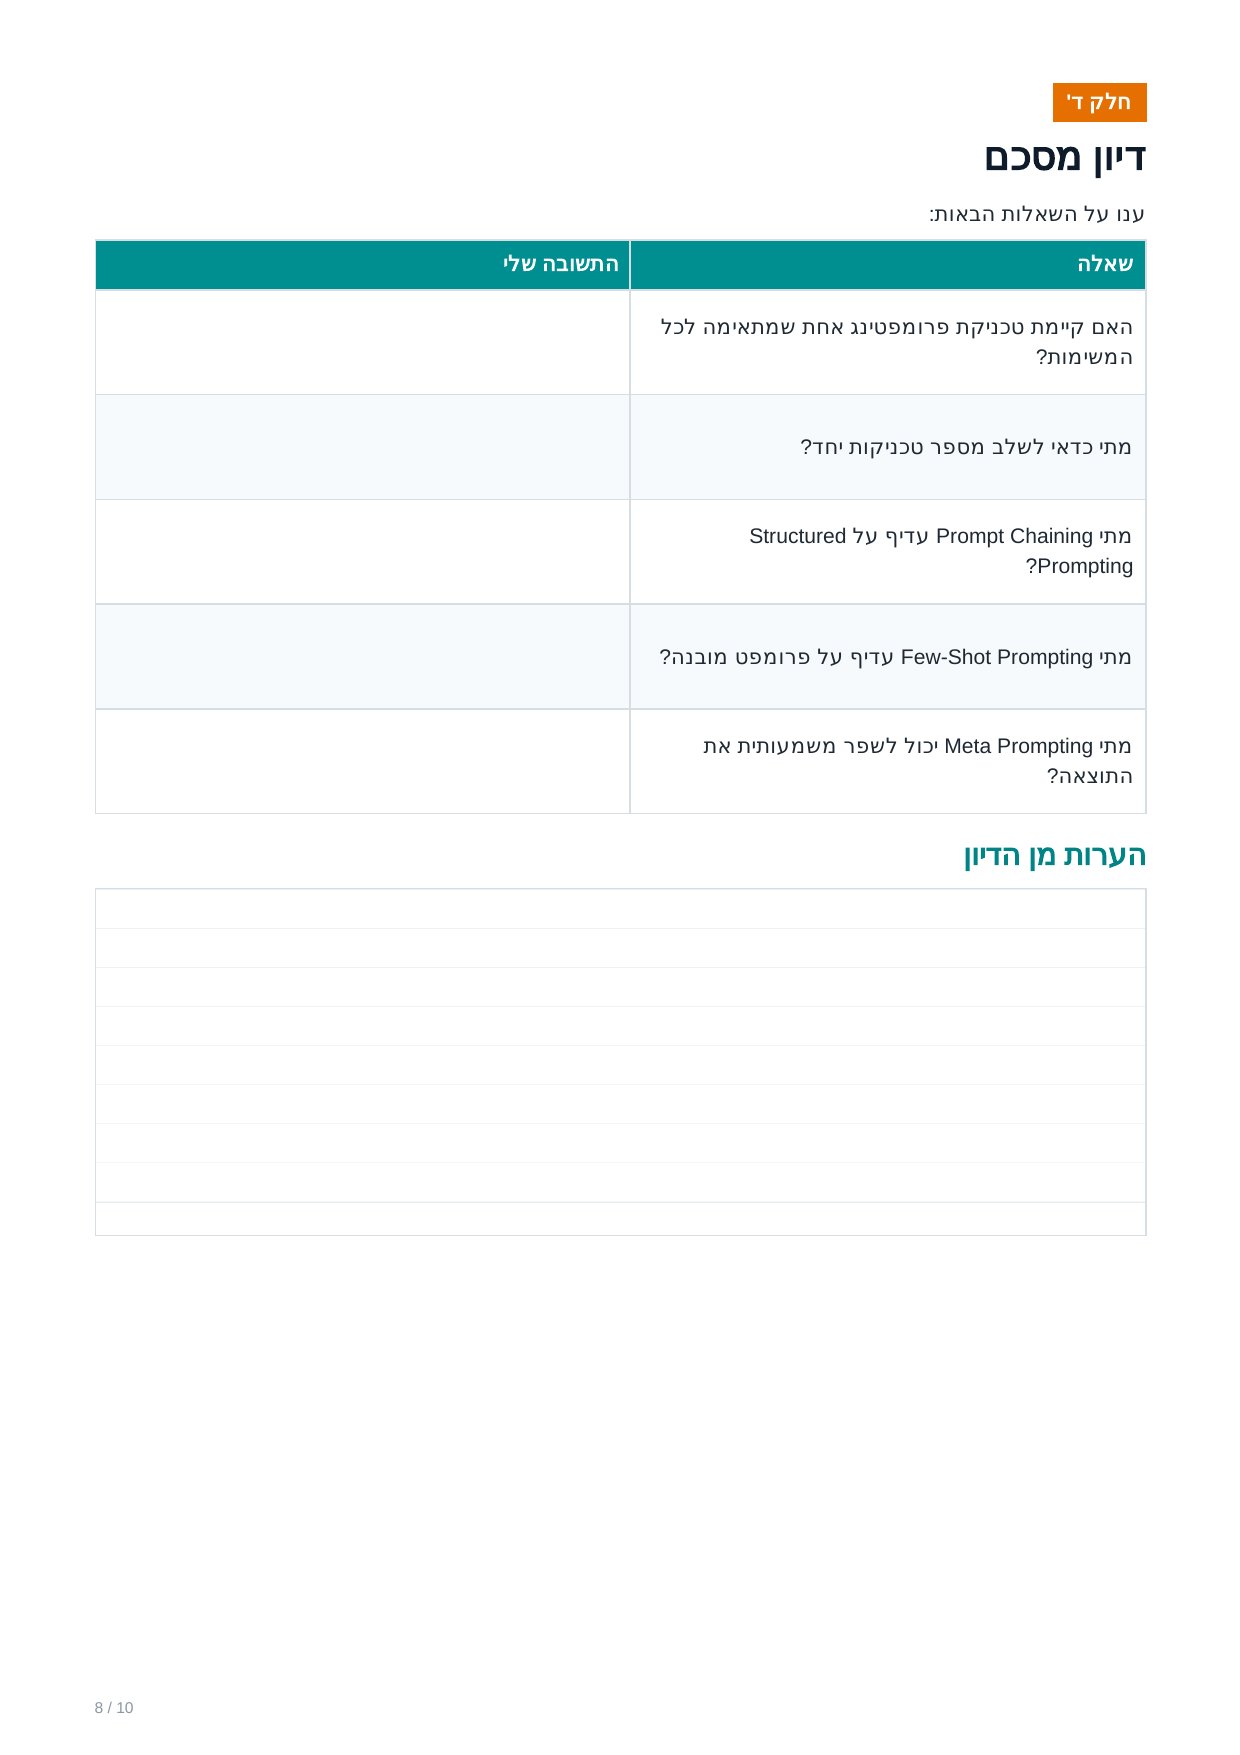 חלק ד'
דיון מסכם
ענו על השאלות הבאות:
שאלה
התשובה שלי
האם קיימת טכניקת פרומפטינג אחת שמתאימה לכל
המשימות?
מתי כדאי לשלב מספר טכניקות יחד?
מתי Prompt Chaining עדיף על Structured
Prompting?
מתי Few-Shot Prompting עדיף על פרומפט מובנה?
מתי Meta Prompting יכול לשפר משמעותית את
התוצאה?
הערות מן הדיון
8 / 10